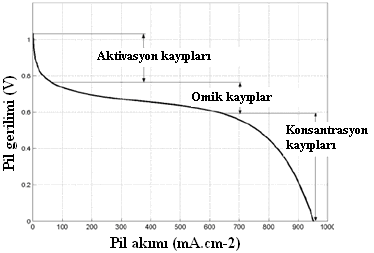 Pil gerilimi (V)
1
0.8
0.6
0.4
0.2
0
Aktivasyon kayıpları
Omik kayıplar
Konsantrasyon
kayıpları
0 100 200 300 400 500 600 700 800 900 1000
Pil akımı (mA.cm-2)